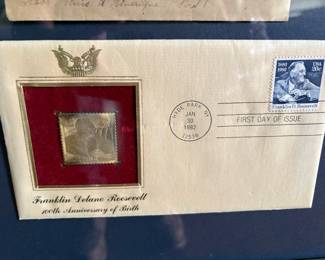 1882
1982
USA
20c
Franklin D. Roosevelt
HYDE PARK, NY
JAN
30
1982
12538
FIRST DAY OF ISSUE
Franklin Delano Roosevelt
100th Anniversary of Birth